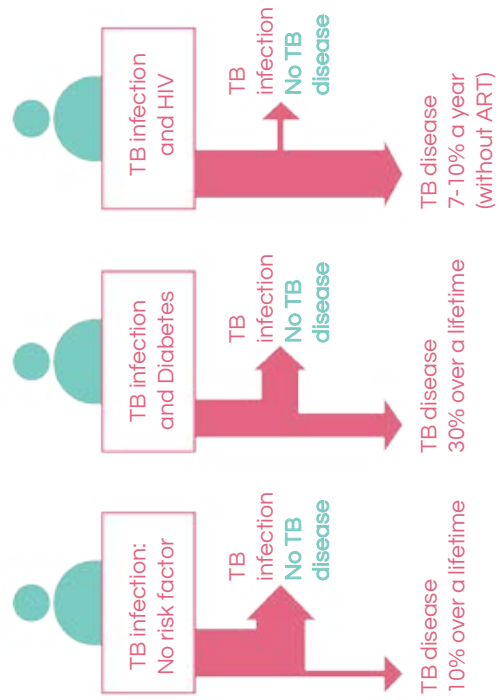 TB infection:
No risk factor
TB
infection
No TB
disease
TB disease
10% over a lifetime
TB infection
and Diabetes
TB
infection
No TB
disease
TB disease
30% over a lifetime
TB infection
and HIV
TB
infection
No TB
disease
TB disease
7-10% a year
(without ART)